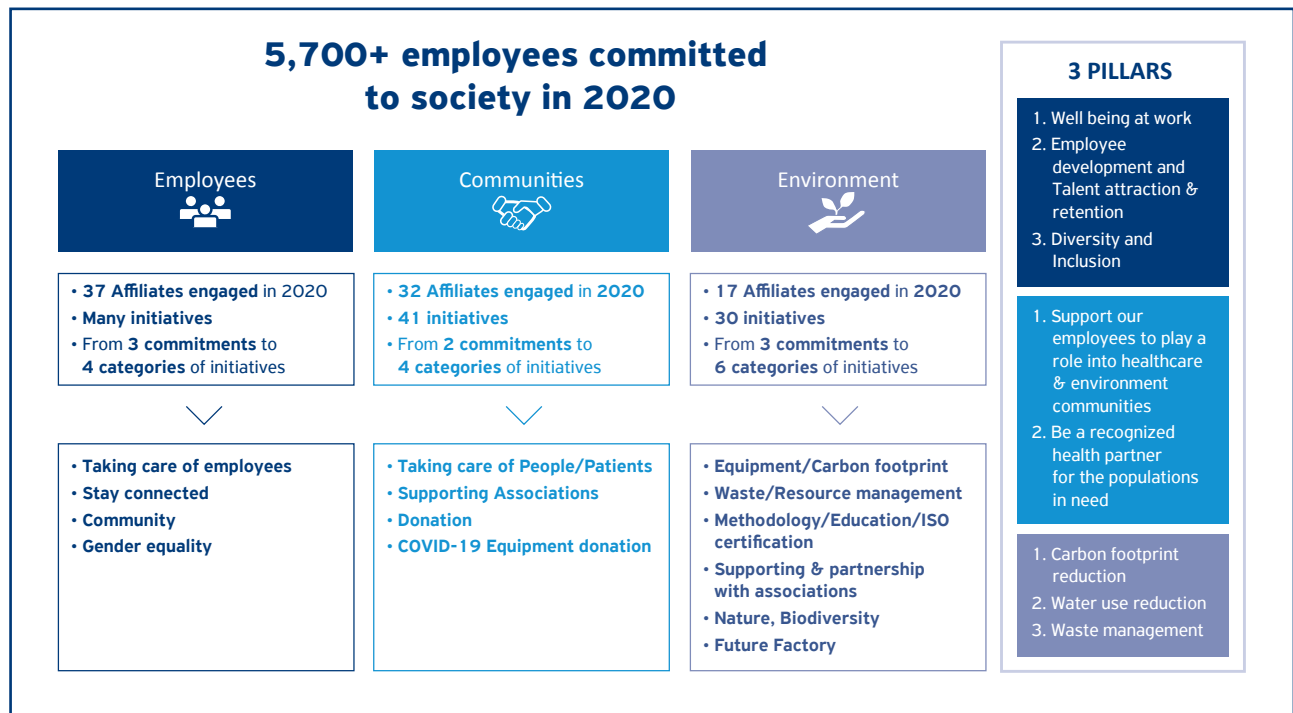 5,700+ employees committed
to society in 2020
Employees
• 37 Affiliates engaged in 2020
• Many initiatives
• From 3 commitments to
4 categories of initiatives
• Taking care of employees
• Stay connected
• Community
• Gender equality
Communities
• 32 Affiliates engaged in 2020
• 41 initiatives
• From 2 commitments to
4 categories of initiatives
• Taking care of People/Patients
• Supporting Associations
• Donation
• COVID-19 Equipment donation
Environment
• 17 Affiliates engaged in 2020
• 30 initiatives
• From 3 commitments to
6 categories of initiatives
• Equipment/Carbon footprint
• Waste/Resource management
• Methodology/Education/ISO
certification
• Supporting & partnership
with associations
• Nature, Biodiversity
• Future Factory
3 PILLARS
1. Well being at work
2. Employee
development and
Talent attraction &
retention
3. Diversity and
Inclusion
1. Support our
employees to play a
role into healthcare
& environment
communities
2. Be a recognized
health partner
for the populations
in need
1. Carbon footprint
reduction
2. Water use reduction
3. Waste management